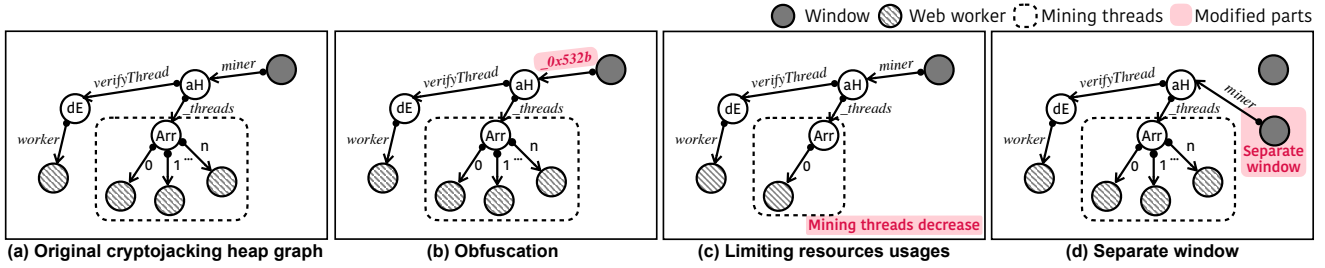 Window Web worker Mining threads Modified parts
miner
verifyThread
aH
dE
_threads
worker
Arr
0 1 ... n
(a) Original cryptojacking heap graph
_0x532b
verifyThread
aH
dE
_threads
worker
Arr
0 1 ... n
(b) Obfuscation
miner
verifyThread
aH
dE
_threads
worker
Arr
0
Mining threads decrease
(c) Limiting resources usages
verifyThread
aH
miner
dE
_threads
worker
Arr
0 1 ... n
Separate
window
(d) Separate window